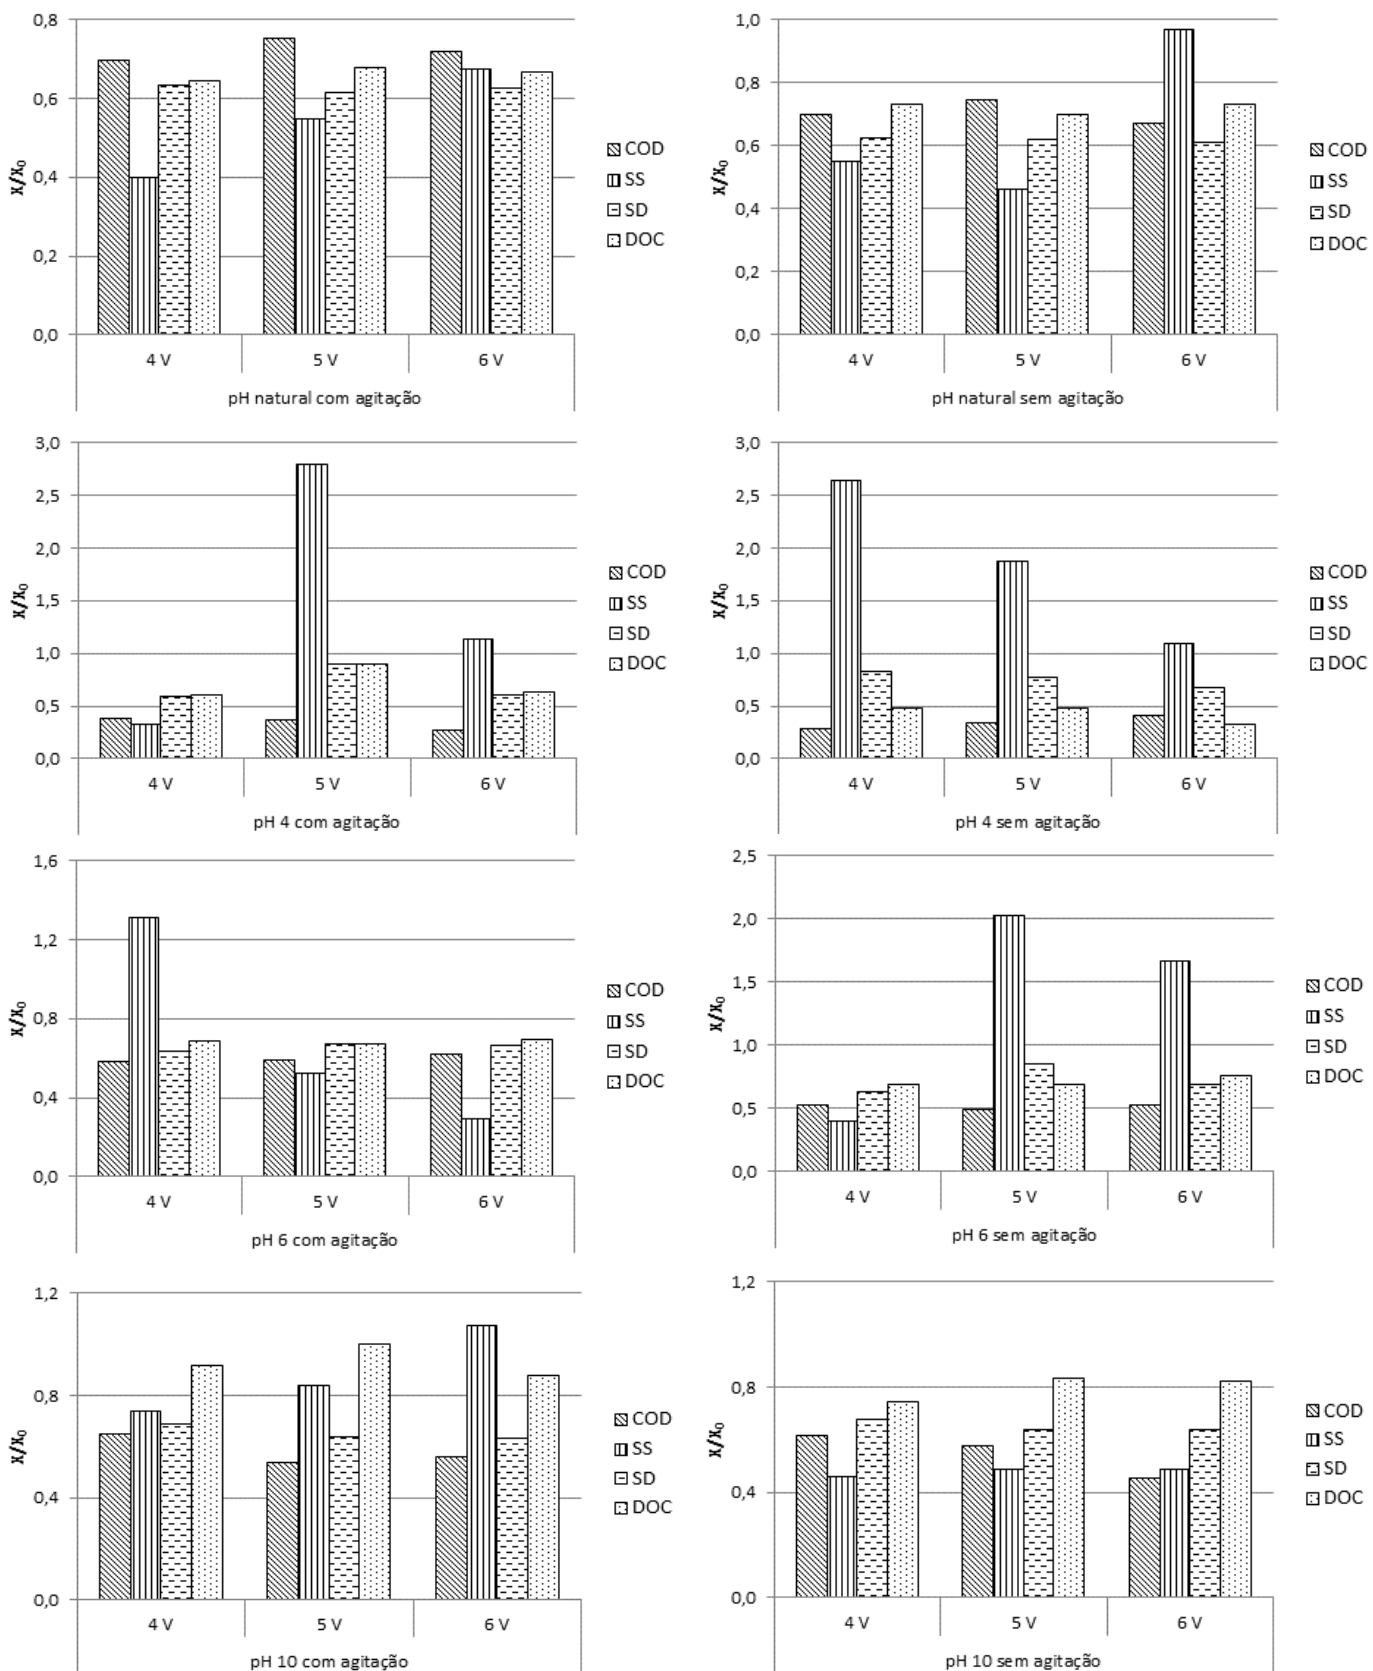 0,8
0,6
0,4
0,2
0,0
X/X₀
4 V 5 V 6 V
pH natural com agitação
COD
SS
SD
DOC
1,0
0,8
0,6
0,4
0,2
0,0
X/X₀
4 V 5 V 6 V
pH natural sem agitação
COD
SS
SD
DOC
3,0
2,5
2,0
1,5
1,0
0,5
0,0
X/X₀
4 V 5 V 6 V
pH 4 com agitação
COD
SS
SD
DOC
3,0
2,5
2,0
1,5
1,0
0,5
0,0
X/X₀
4 V 5 V 6 V
pH 4 sem agitação
COD
SS
SD
DOC
1,6
1,2
0,8
0,4
0,0
X/X₀
4 V 5 V 6 V
pH 6 com agitação
COD
SS
SD
DOC
2,5
2,0
1,5
1,0
0,5
0,0
X/X₀
4 V 5 V 6 V
pH 6 sem agitação
COD
SS
SD
DOC
1,2
0,8
0,4
0,0
X/X₀
4 V 5 V 6 V
pH 10 com agitação
COD
SS
SD
DOC
1,2
0,8
0,4
0,0
X/X₀
4 V 5 V 6 V
pH 10 sem agitação
COD
SS
SD
DOC